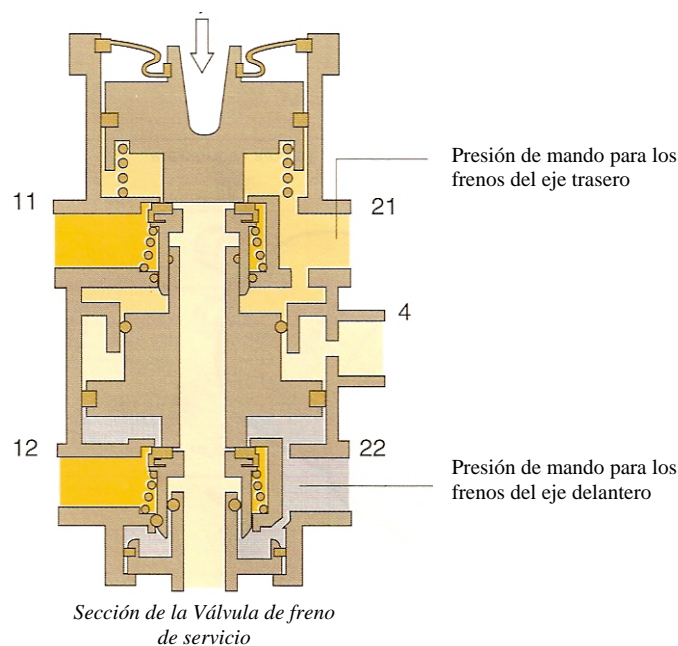 11
21
Presión de mando para los
frenos del eje trasero
4
12
22
Presión de mando para los
frenos del eje delantero
Sección de la Válvula de freno
de servicio